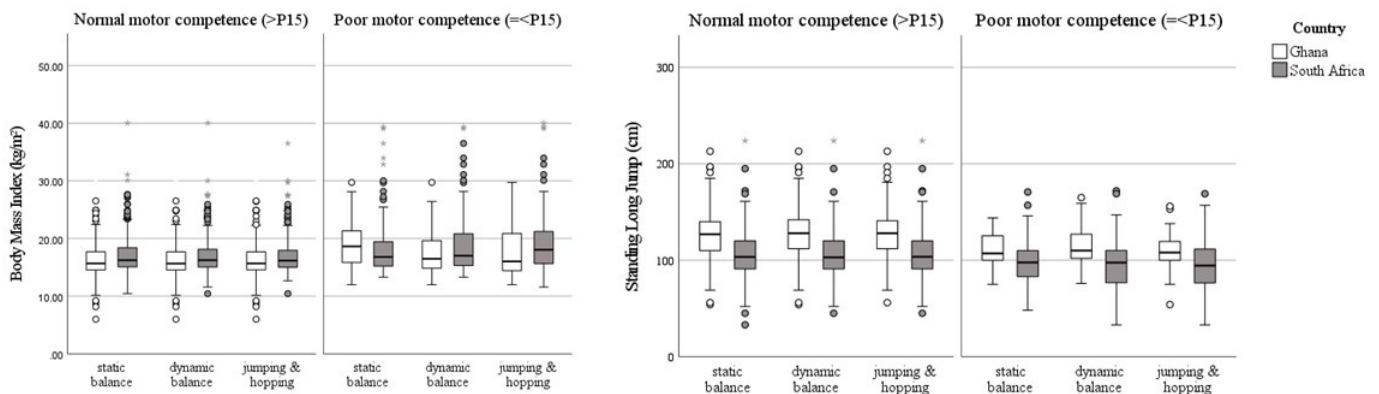 Normal motor competence (>P15)
Poor motor competence (=<P15)
Body Mass Index (kg/m²)
50.00
40.00
30.00
20.00
10.00
.00
static
balance
dynamic
balance
jumping &
hopping
static
balance
dynamic
balance
jumping &
hopping
Normal motor competence (>P15)
Poor motor competence (=<P15)
Standing Long Jump (cm)
300
200
100
0
static
balance
dynamic
balance
jumping &
hopping
static
balance
dynamic
balance
jumping &
hopping
Country
Ghana
South Africa